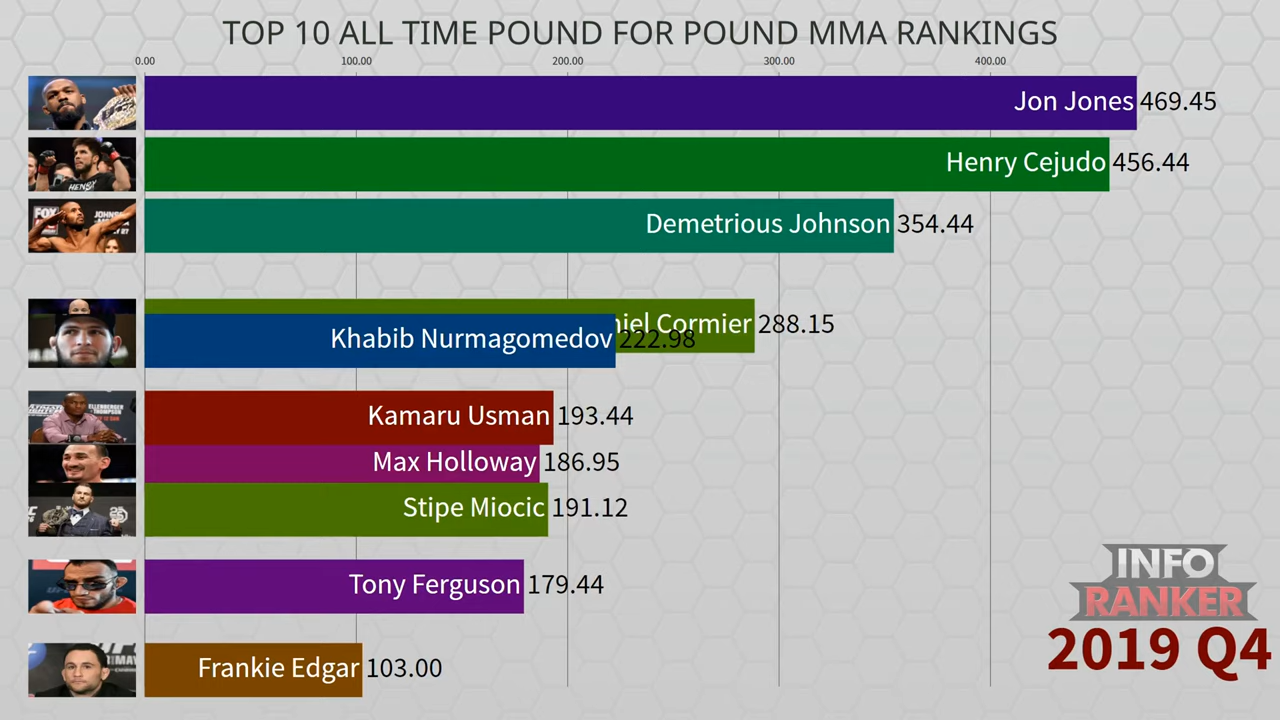 TOP 10 ALL TIME POUND FOR POUND MMA RANKINGS
0.00 100.00 200.00 300.00 400.00
Jon Jones 469.45
Henry Cejudo 456.44
Demetrious Johnson 354.44
niel Cormier 288.15
Khabib Nurmagomedov 222.98
Kamaru Usman 193.44
Max Holloway 186.95
Stipe Miocic 191.12
Tony Ferguson 179.44
Frankie Edgar 103.00
INFO
RANKER
2019 Q4